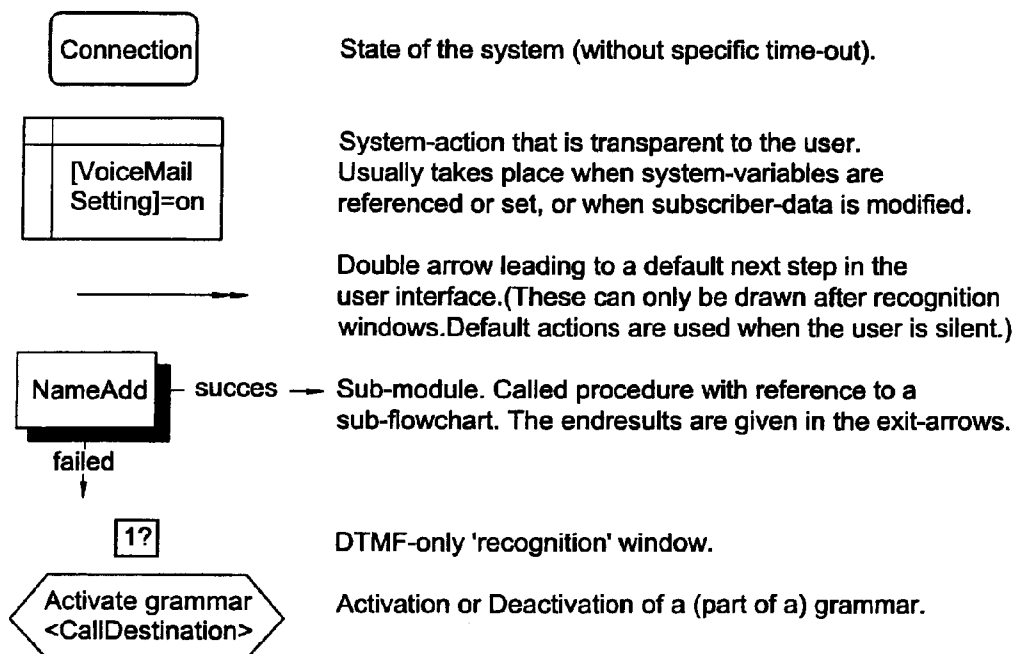 Connection
State of the system (without specific time-out).
[VoiceMail
Setting]=on
System-action that is transparent to the user.
Usually takes place when system-variables are
referenced or set, or when subscriber-data is modified.
Double arrow leading to a default next step in the
user interface.(These can only be drawn after recognition
windows.Default actions are used when the user is silent.)
NameAdd
succes
failed
Sub-module. Called procedure with reference to a
sub-flowchart. The endresults are given in the exit-arrows.
1?
DTMF-only 'recognition' window.
Activate grammar
<CallDestination>
Activation or Deactivation of a (part of a) grammar.